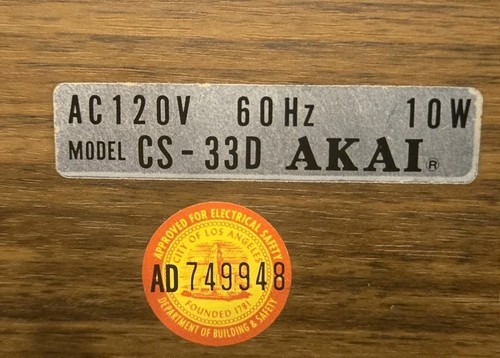 AC120V 60Hz 10W
MODEL CS-33D AKAI®
APPROVED FOR ELECTRICAL SAFETY
CITY OF LOS ANGELES
AD 749948
FOUNDED 1781
DEPARTMENT OF BUILDING & SAFETY